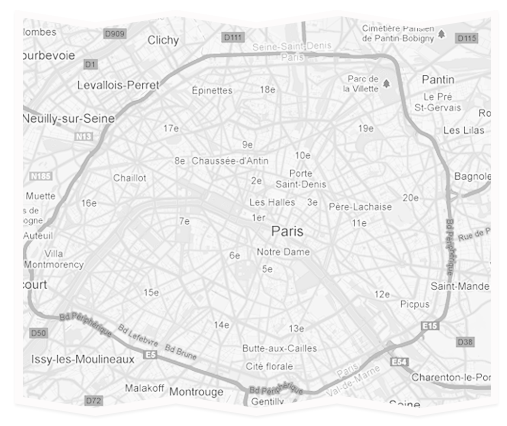 lombes
D909
Clichy
D111
Cimetière Parisien
de Pantin-Bobigny
D115
Seine-Saint-Denis
Paris
ourbevoie
D1
Levallois-Perret
Épinettes
18e
Parc de
la Villette
Pantin
Le Pré
St-Gervais
Neuilly-sur-Seine
N13
17e
19e
Ro
Les Lilas
9e
8e
Chaussée-d'Antin
10e
N185
Chaillot
2e
Porte
Saint-Denis
Bagnole
Muette
16e
Les Halles
3e
Père-Lachaise
20e
s de
ogne
7e
1er
11e
Auteuil
Paris
Bd Périphérique
Rue de P
Villa
Montmorency
6e
Notre Dame
5e
court
15e
12e
Picpus
Saint-Mande
D50
Bd Périphérique
Bd Lefebvre
Bd Brune
14e
13e
E15
D38
E5
Butte-aux-Cailles
Issy-les-Moulineaux
Cité florale
E54
Paris
Val-de-Marne
Charenton-le-Pon
Malakoff
Montrouge
Bd Périphérique
D72
Gentilly
Seine